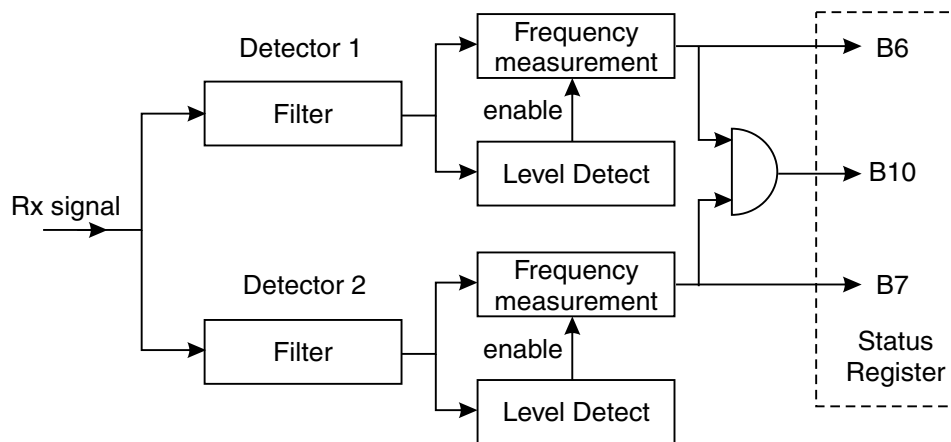 Detector 1
Filter
Frequency
measurement
enable
Level Detect
B6
B10
Rx signal
Detector 2
Filter
Frequency
measurement
enable
Level Detect
B7
Status
Register